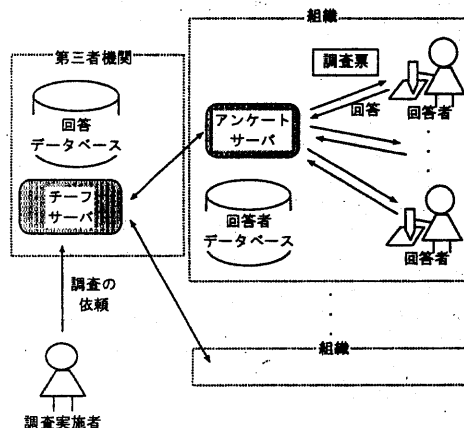 組織
第三者機関
調査票
回答
データベース
アンケート
サーバ
回答
回答者
チーフ
サーバ
回答者
データベース
回答者
調査の
依頼
組織
調査実施者